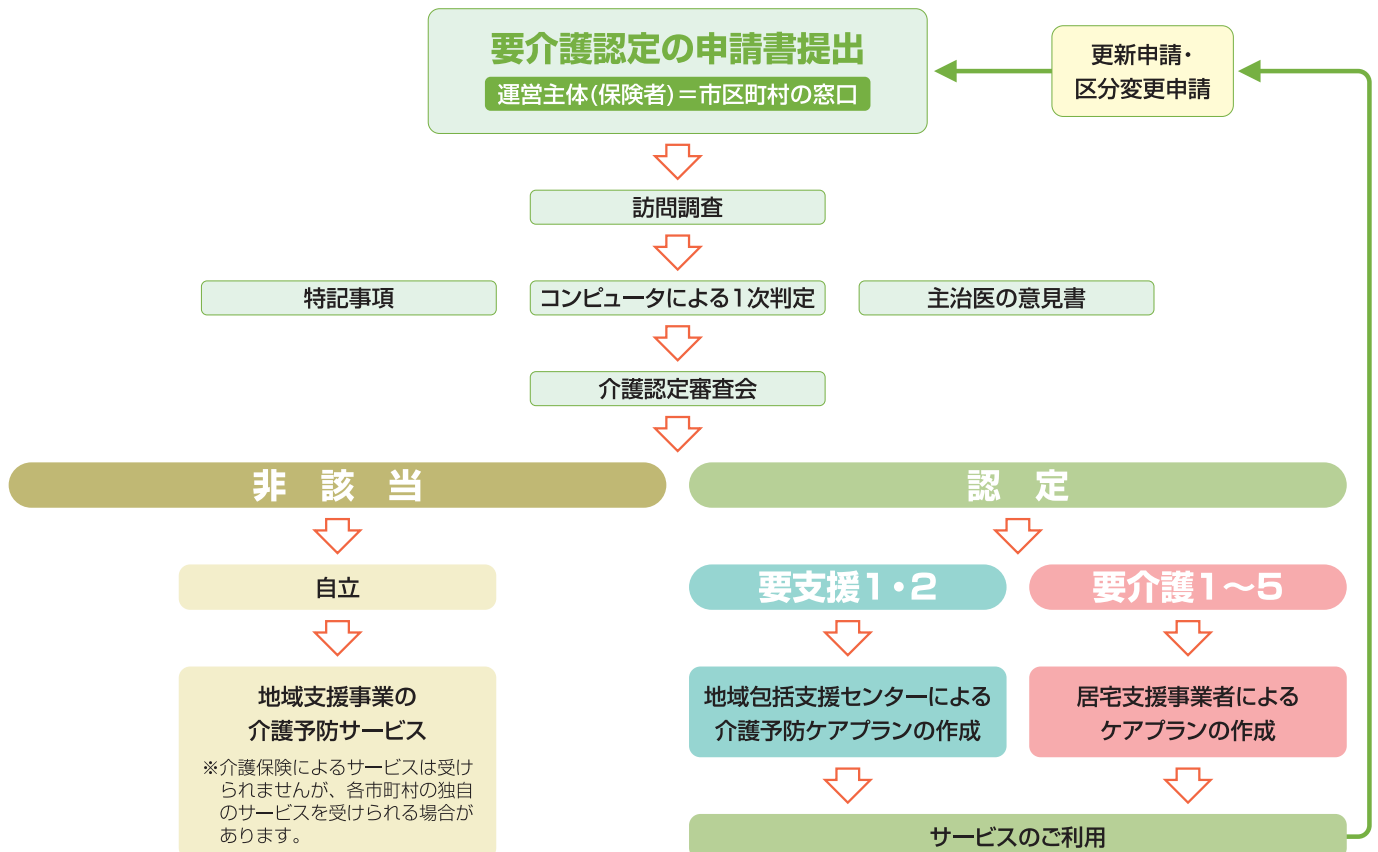 要介護認定の申請書提出
運営主体(保険者)=市区町村の窓口
更新申請・
区分変更申請
訪問調査
特記事項
コンピュータによる1次判定
主治医の意見書
介護認定審査会
非該当
認定
自立
要支援1・2
要介護1〜5
地域支援事業の
介護予防サービス
※介護保険によるサービスは受け
られませんが、各市町村の独自
のサービスを受けられる場合が
あります。
地域包括支援センターによる
介護予防ケアプランの作成
居宅支援事業者による
ケアプランの作成
サービスのご利用